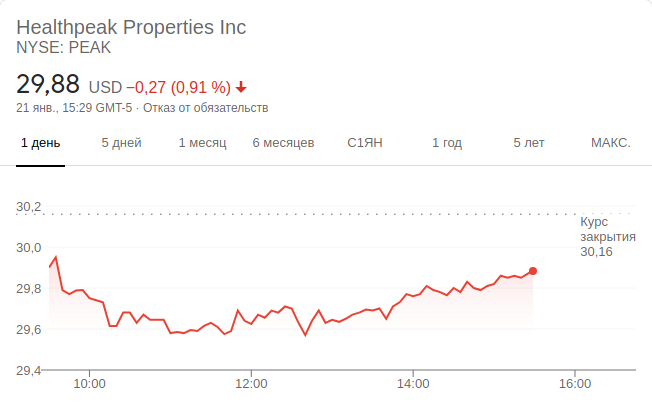 Healthpeak Properties Inc
NYSE: PEAK
29,88 USD −0,27 (0,91 %)
21 янв., 15:29 GMT-5 · Отказ от обязательств
1 день 5 дней 1 месяц 6 месяцев С1ЯН 1 год 5 лет МАКС.
30,2
Курс
закрытия
30,16
30,0
29,8
29,6
29,4
10:00 12:00 14:00 16:00